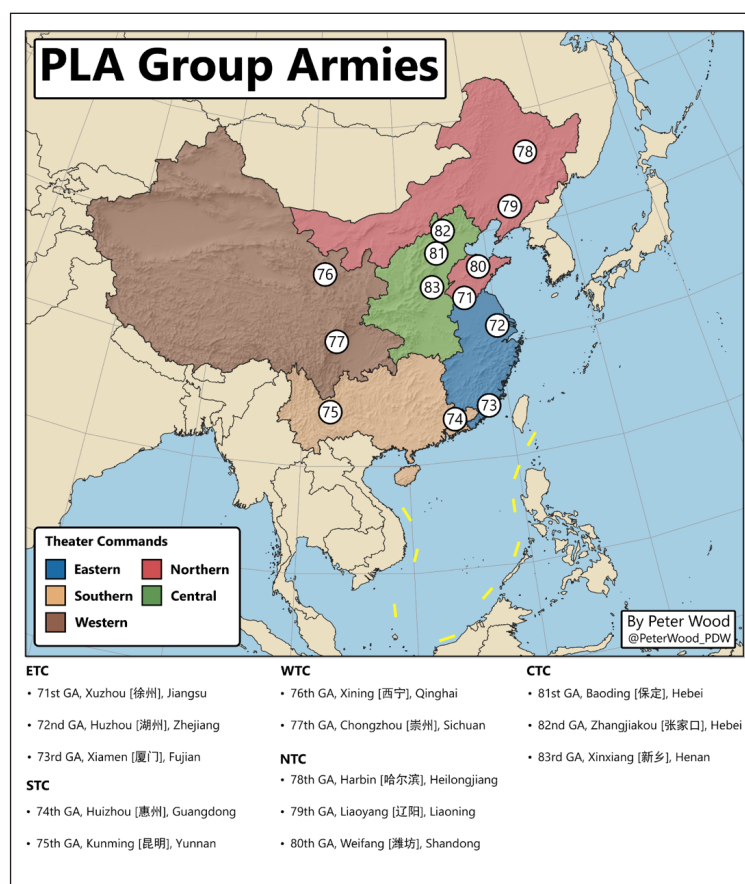 PLA Group Armies
78
79
82
81
80
76
83
71
72
77
75
74
73
Theater Commands
Eastern
Northern
Southern
Central
Western
By Peter Wood
@PeterWood_PDW
ETC
• 71st GA, Xuzhou [徐州], Jiangsu
• 72nd GA, Huzhou [湖州], Zhejiang
• 73rd GA, Xiamen [厦门], Fujian
STC
• 74th GA, Huizhou [惠州], Guangdong
• 75th GA, Kunming [昆明], Yunnan
WTC
• 76th GA, Xining [西宁], Qinghai
• 77th GA, Chongzhou [崇州], Sichuan
NTC
• 78th GA, Harbin [哈尔滨], Heilongjiang
• 79th GA, Liaoyang [辽阳], Liaoning
• 80th GA, Weifang [潍坊], Shandong
CTC
• 81st GA, Baoding [保定], Hebei
• 82nd GA, Zhangjiakou [张家口], Hebei
• 83rd GA, Xinxiang [新乡], Henan